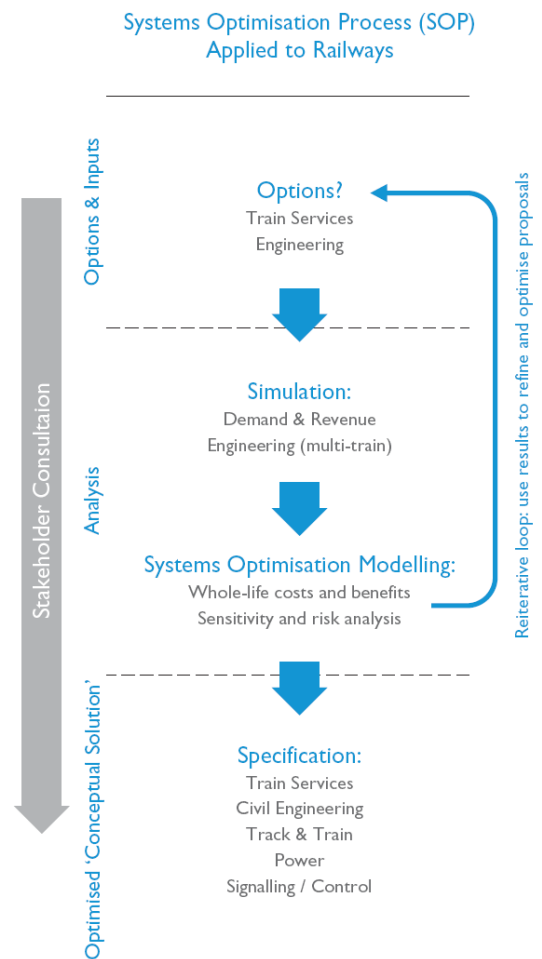 Systems Optimisation Process (SOP)
Applied to Railways
Stakeholder Consultaion
Options & Inputs
Options?
Train Services
Engineering
Reiterative loop: use results to refine and optimise proposals
Analysis
Simulation:
Demand & Revenue
Engineering (multi-train)
Systems Optimisation Modelling:
Whole-life costs and benefits
Sensitivity and risk analysis
Optimised ‘Conceptual Solution’
Specification:
Train Services
Civil Engineering
Track & Train
Power
Signalling / Control